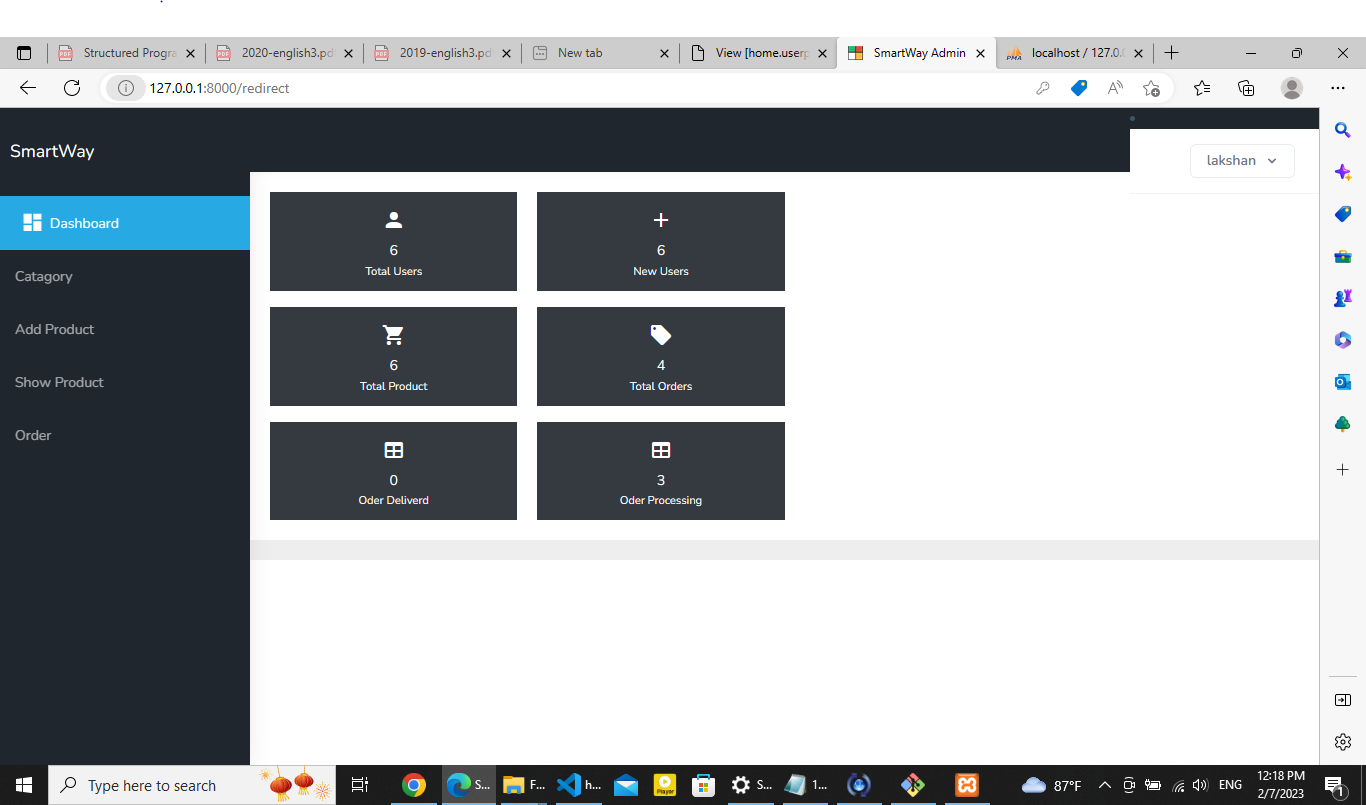 Structured Progra
2020-english3.pd
2019-english3.pd
New tab
View [home.userp
SmartWay Admin
localhost / 127.0.
127.0.0.1:8000/redirect
SmartWay
lakshan
Dashboard
Catagory
Add Product
Show Product
Order
6
Total Users
6
New Users
6
Total Product
4
Total Orders
0
Oder Deliverd
3
Oder Processing
Type here to search
S...
F...
h...
S...
1...
87°F
ENG
12:18 PM
2/7/2023
1